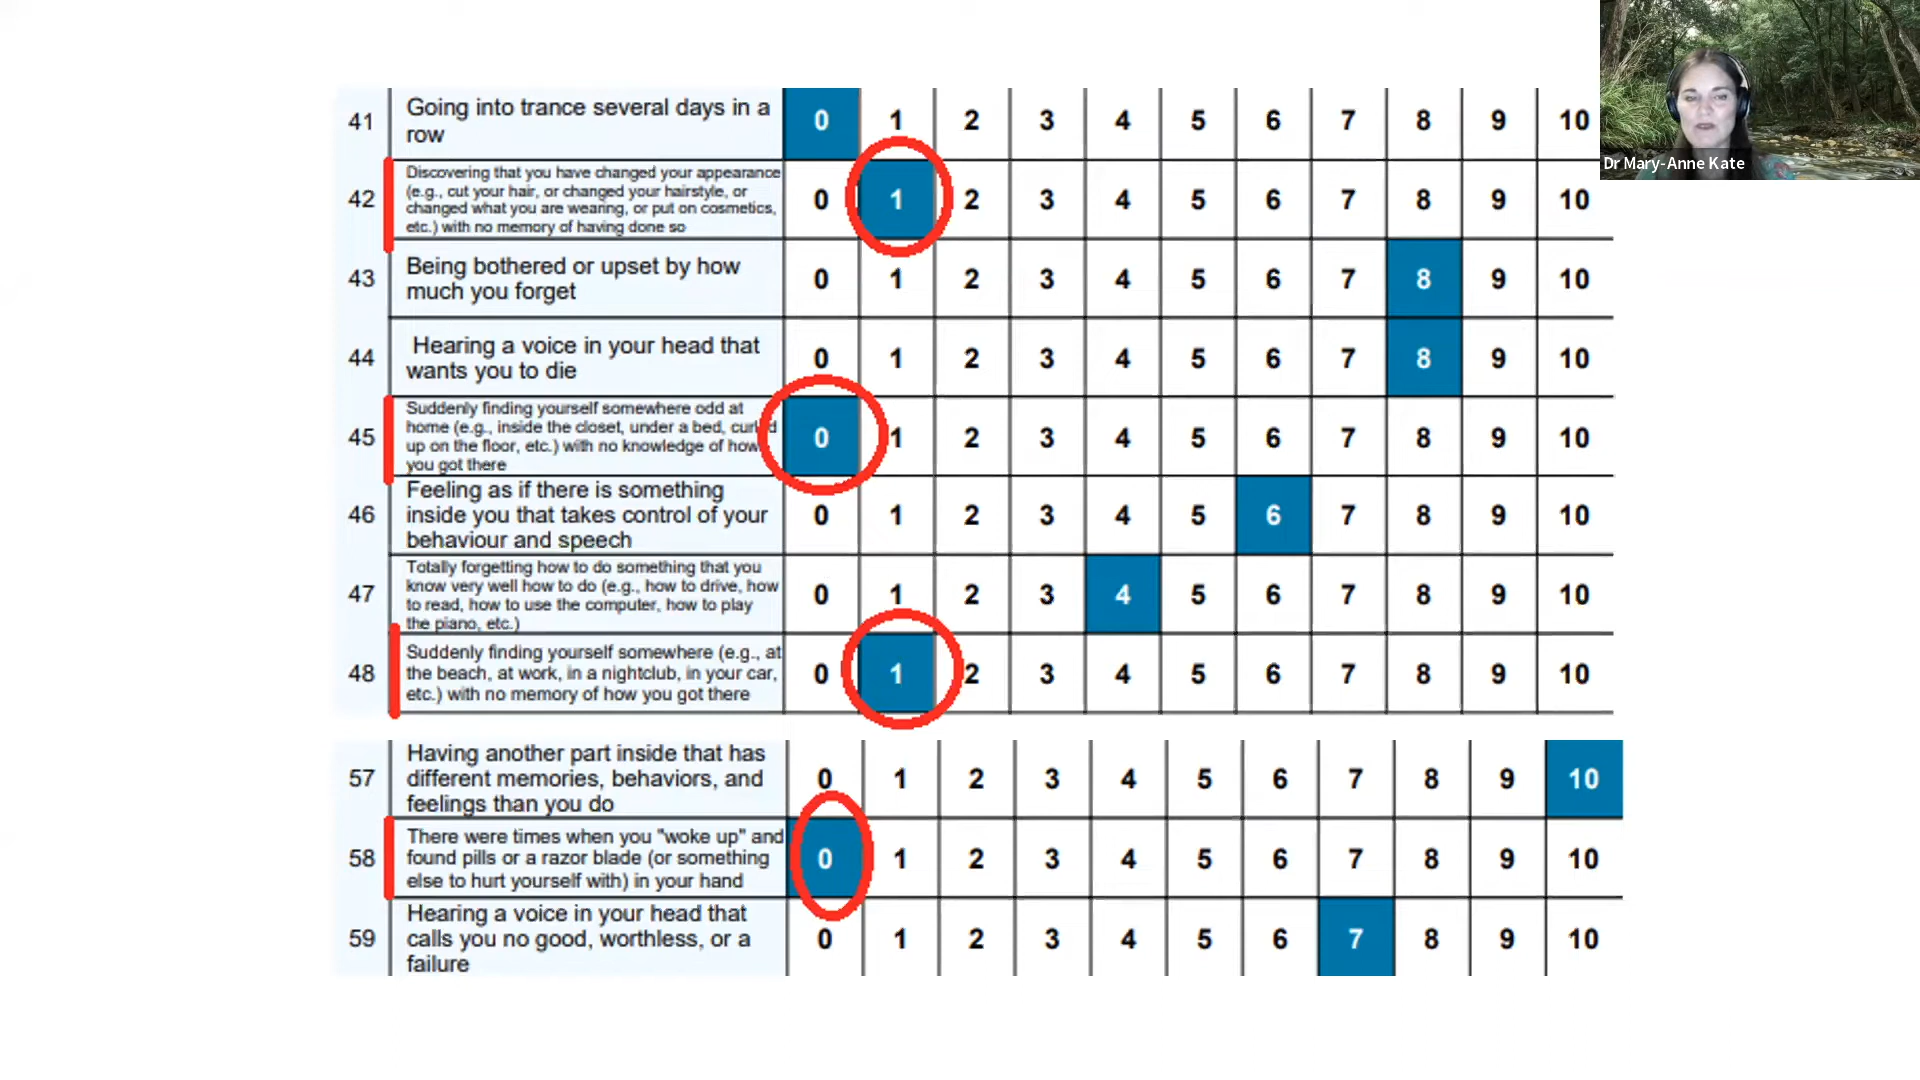 Dr Mary-Anne Kate
41 Going into trance several days in a 0 1 2 3 4 5 6 7 8 9 10
row
Discovering that you have changed your appearance
42 (e.g., cut your hair, or changed your hairstyle, or 0 1 2 3 4 5 6 7 8 9 10
changed what you are wearing, or put on cosmetics,
etc.) with no memory of having done so
43 Being bothered or upset by how 0 1 2 3 4 5 6 7 8 9 10
much you forget
44 Hearing a voice in your head that 0 1 2 3 4 5 6 7 8 9 10
wants you to die
Suddenly finding yourself somewhere odd at
45 home (e.g., inside the closet, under a bed, curled 0 1 2 3 4 5 6 7 8 9 10
up on the floor, etc.) with no knowledge of how
you got there
Feeling as if there is something
46 inside you that takes control of your 0 1 2 3 4 5 6 7 8 9 10
behaviour and speech
Totally forgetting how to do something that you
47 know very well how to do (e.g., how to drive, how 0 1 2 3 4 5 6 7 8 9 10
to read, how to use the computer, how to play
the piano, etc.)
Suddenly finding yourself somewhere (e.g., at
48 the beach, at work, in a nightclub, in your car, 0 1 2 3 4 5 6 7 8 9 10
etc.) with no memory of how you got there
Having another part inside that has
57 different memories, behaviors, and 0 1 2 3 4 5 6 7 8 9 10
feelings than you do
There were times when you "woke up" and
58 found pills or a razor blade (or something 0 1 2 3 4 5 6 7 8 9 10
else to hurt yourself with) in your hand
Hearing a voice in your head that
59 calls you no good, worthless, or a 0 1 2 3 4 5 6 7 8 9 10
failure